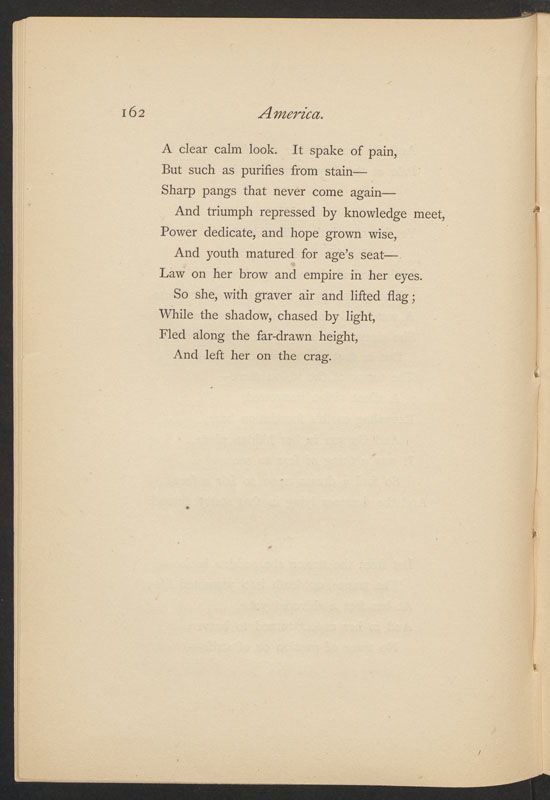 162 America.
A clear calm look. It spake of pain,
But such as purifies from stain—
Sharp pangs that never come again—
And triumph repressed by knowledge meet,
Power dedicate, and hope grown wise,
And youth matured for age's seat—
Law on her brow and empire in her eyes.
So she, with graver air and lifted flag;
While the shadow, chased by light,
Fled along the far-drawn height,
And left her on the crag.